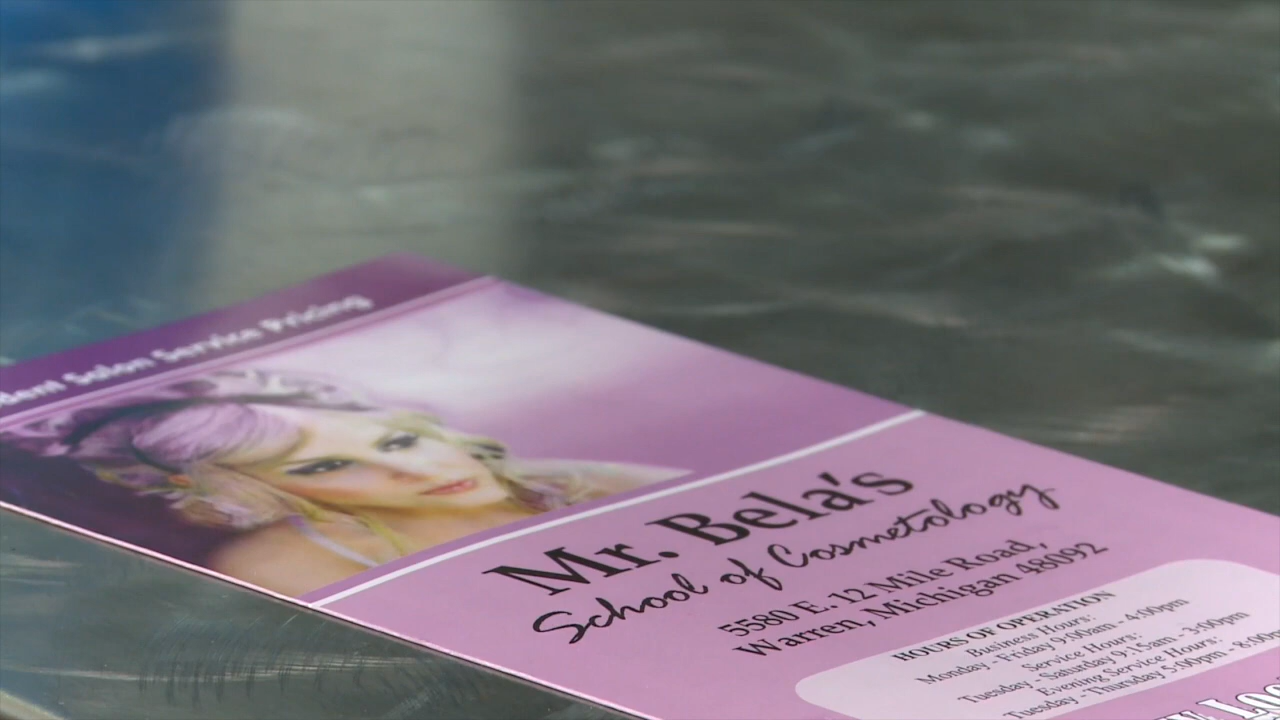 dent Salon Service Pricing
Mr. Bela's
School of Cosmetology
5580 E. 12 Mile Road,
Warren, Michigan 48092
HOURS OF OPERATION
Business Hours:
Monday - Friday 9:00am - 4:00pm
Service Hours:
Tuesday - Saturday 9:15am - 3:00pm
Evening Service Hours:
Tuesday - Thursday 5:00pm - 8:00pm